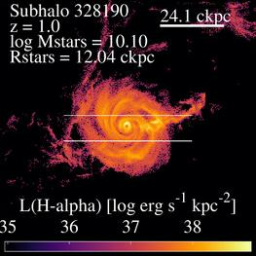 Subhalo 328190
24.1 ckpc
z = 1.0
log Mstars = 10.10
Rstars = 12.04 ckpc
L(H-alpha) [log erg s⁻¹ kpc⁻²]
35 36 37 38